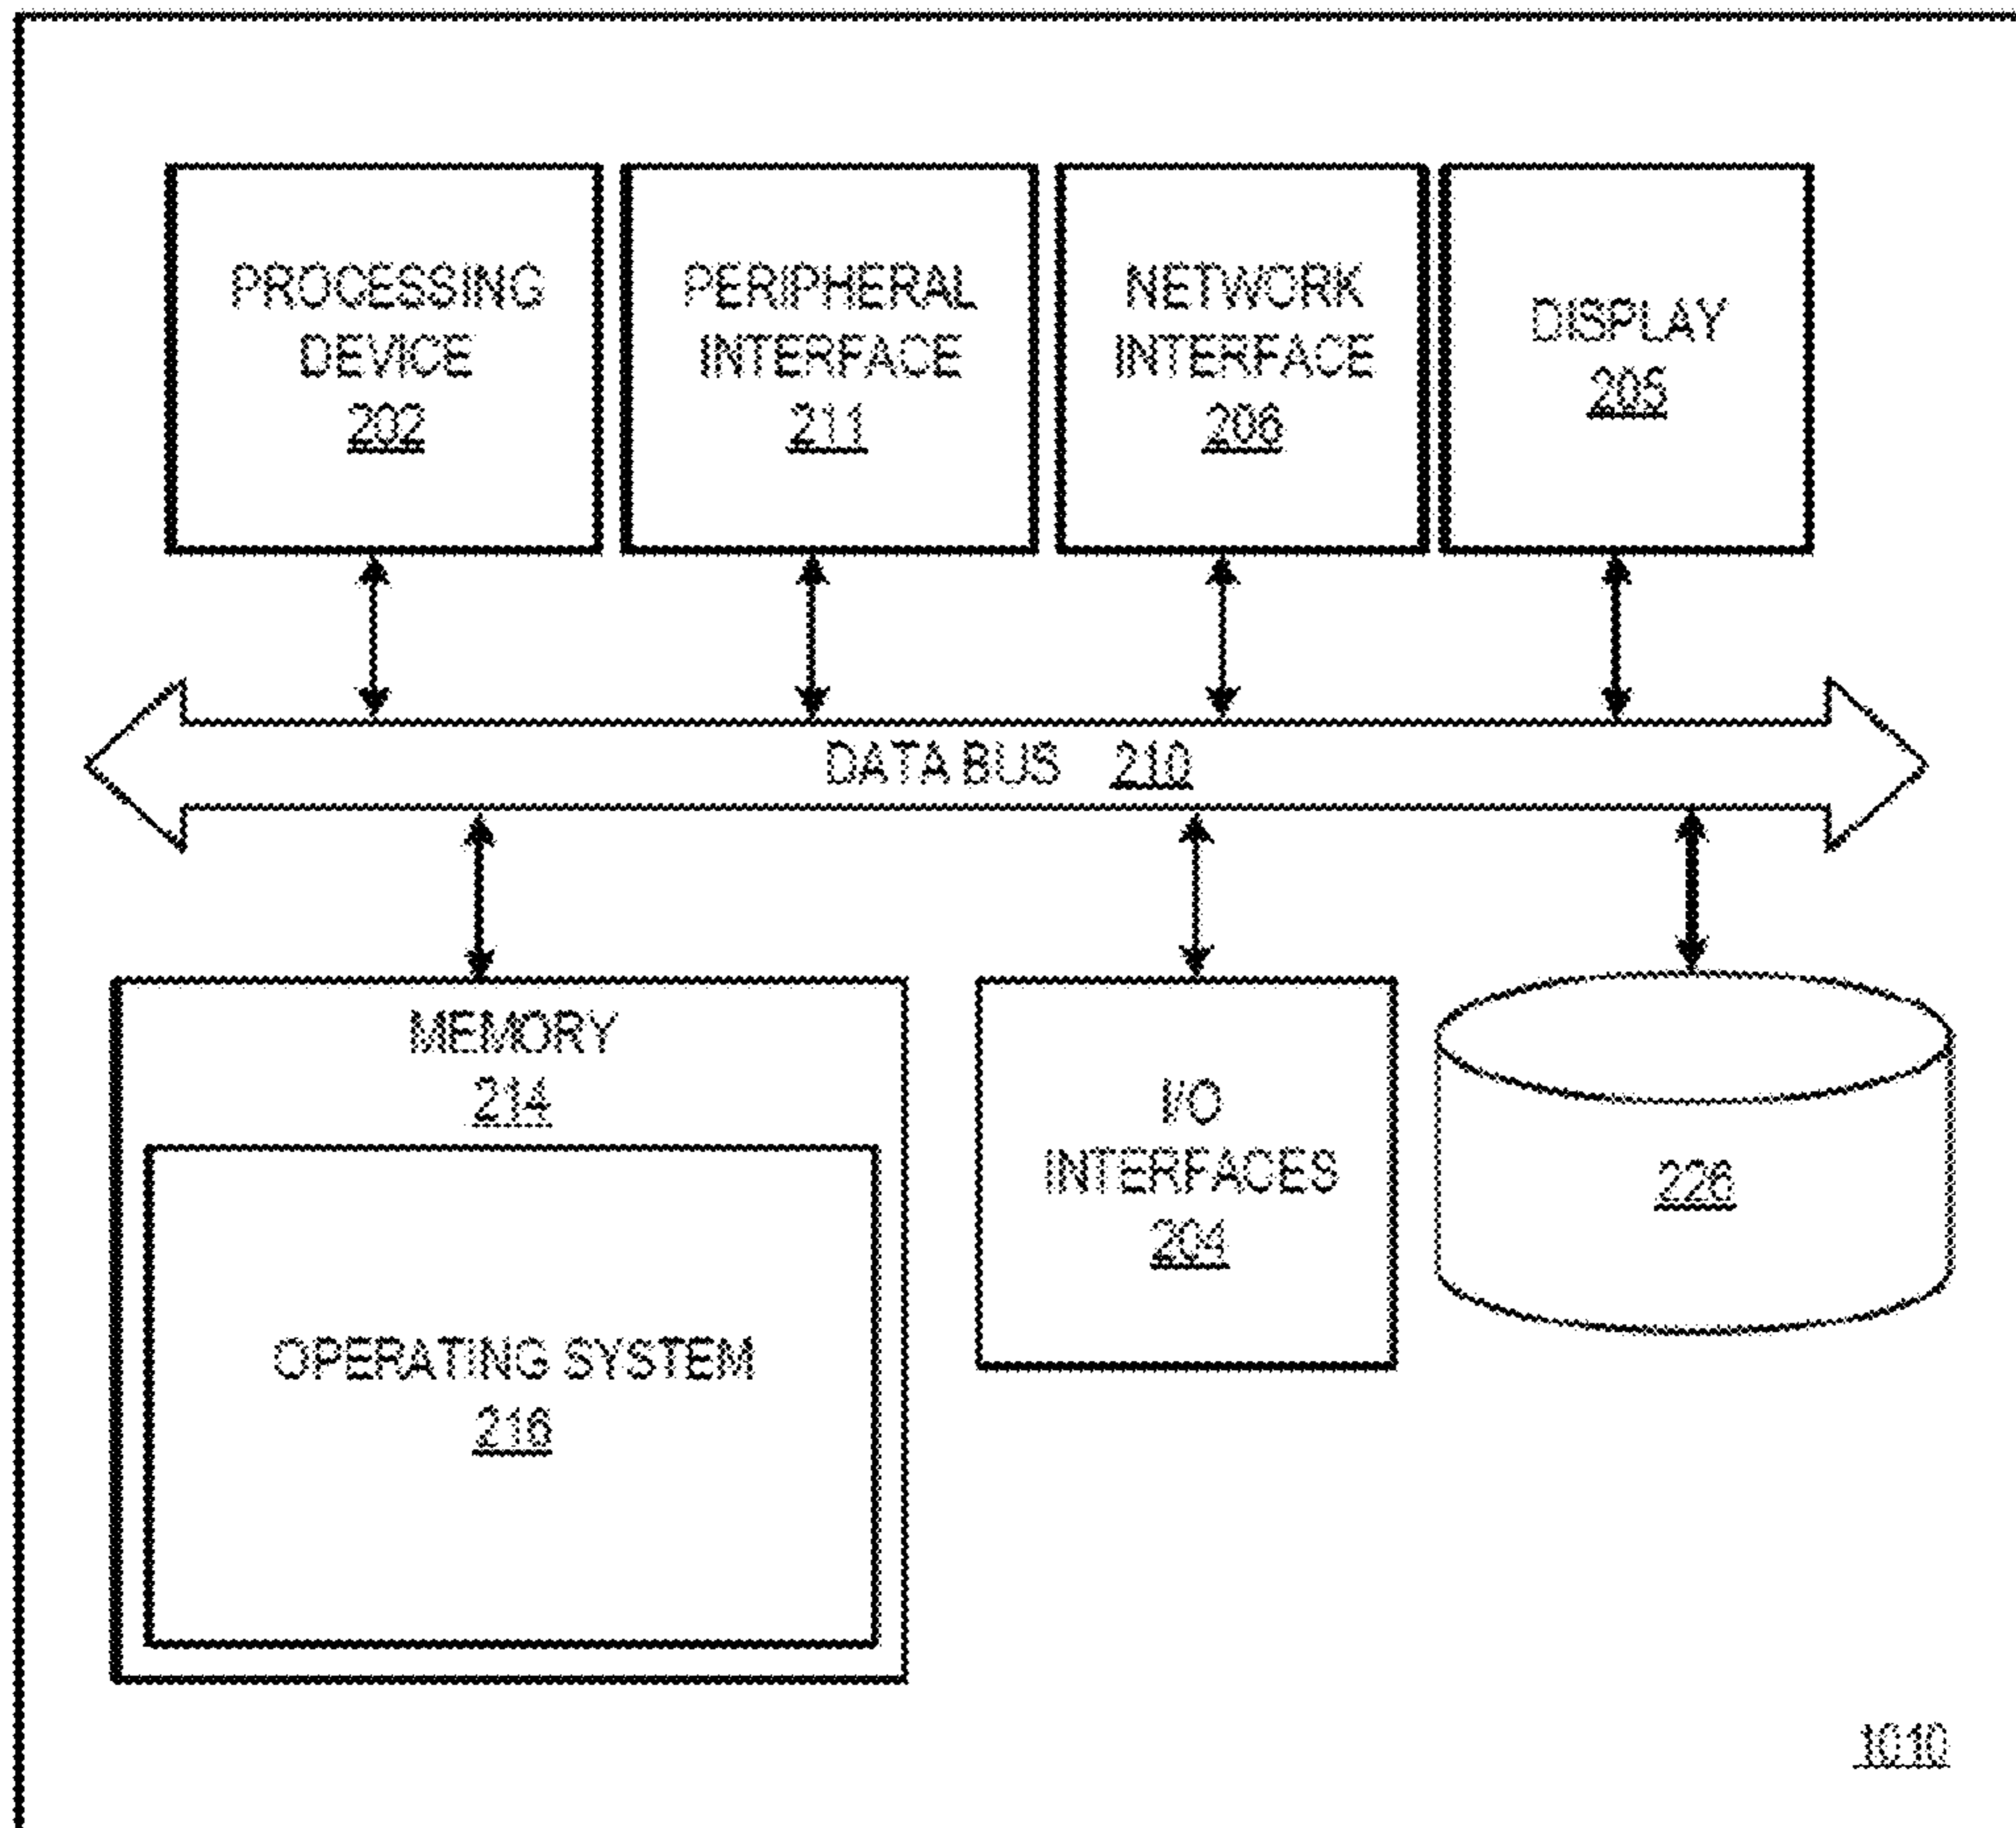 PROCESSING
DEVICE
202
PERIPHERAL
INTERFACE
211
NETWORK
INTERFACE
206
DISPLAY
205
DATA BUS 210
MEMORY
214
OPERATING SYSTEM
216
I/O
INTERFACES
204
226
1010